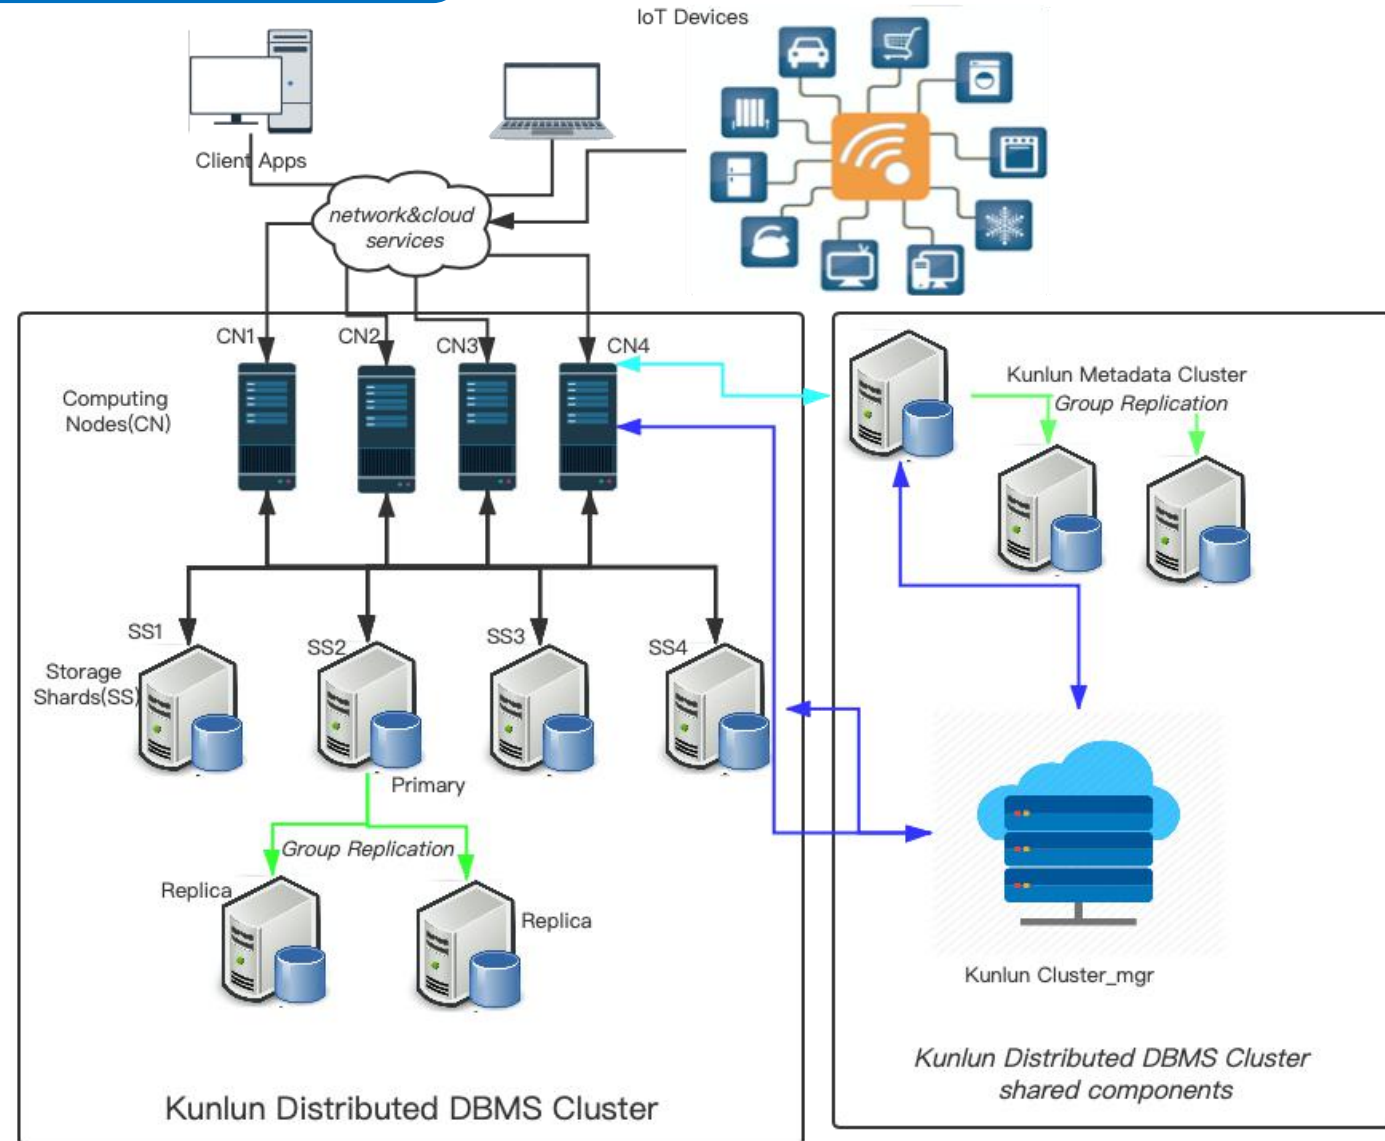 IoT Devices
Client Apps
network&cloud
services
CN1
CN2
CN3
CN4
Computing
Nodes(CN)
Kunlun Metadata Cluster
Group Replication
SS1
SS2
SS3
SS4
Storage
Shards(SS)
Primary
Group Replication
Replica
Replica
Kunlun Cluster_mgr
Kunlun Distributed DBMS Cluster
shared components
Kunlun Distributed DBMS Cluster